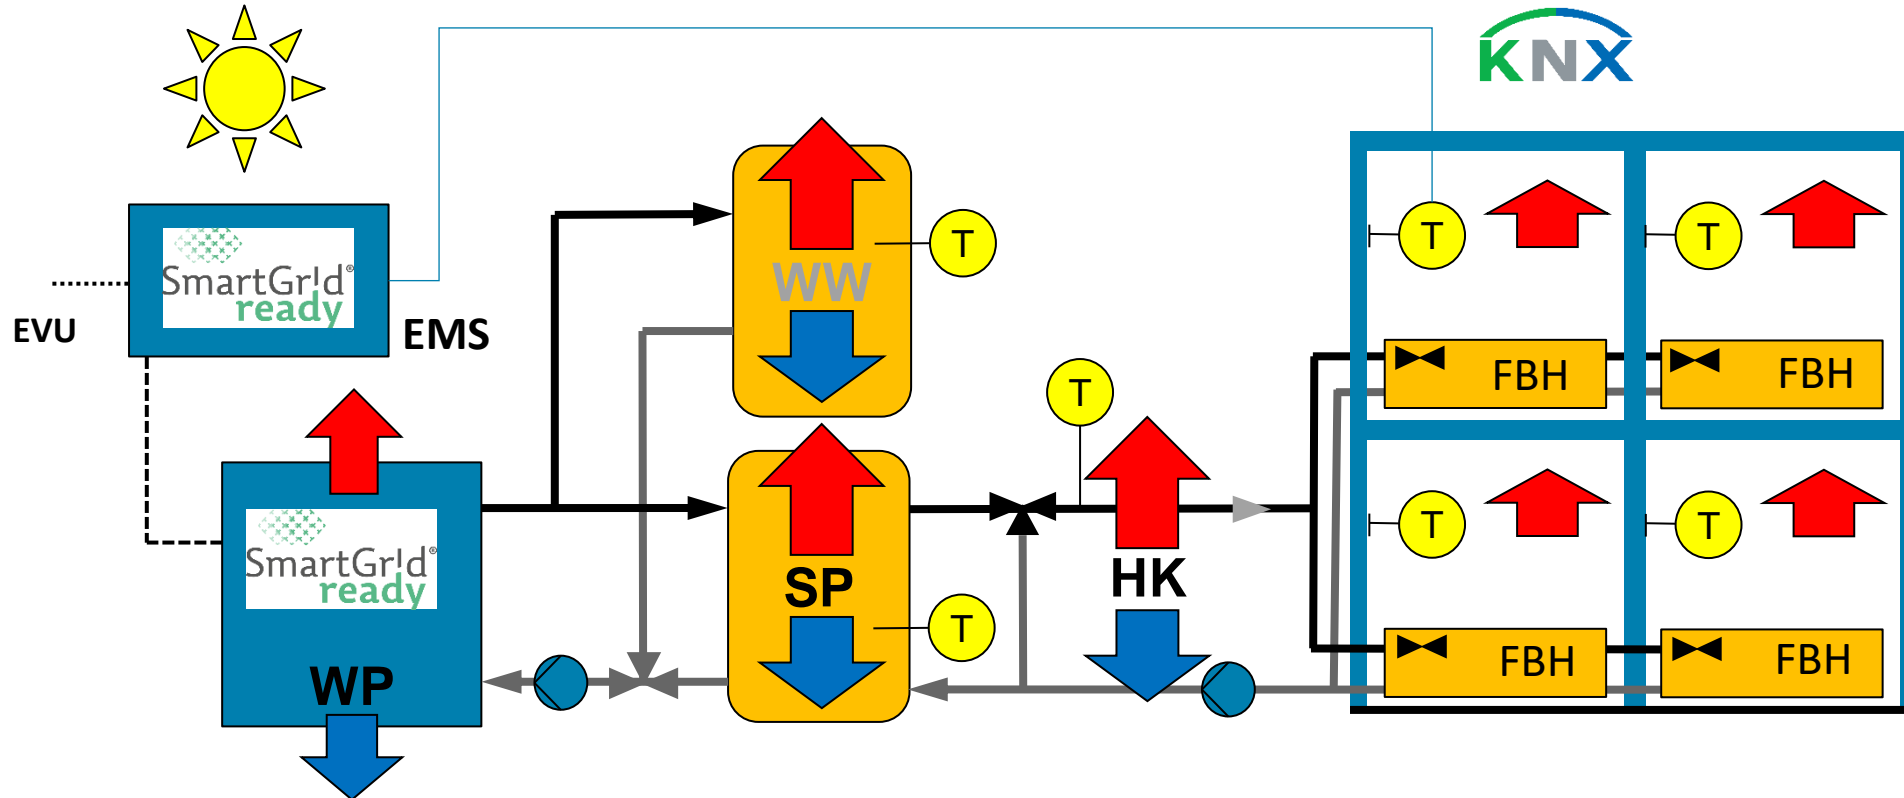 KNX
SmartGr!d®
ready
EVU
EMS
WW
T
T
T
T
FBH
FBH
SmartGr!d®
ready
WP
SP
T
HK
T
T
T
FBH
FBH